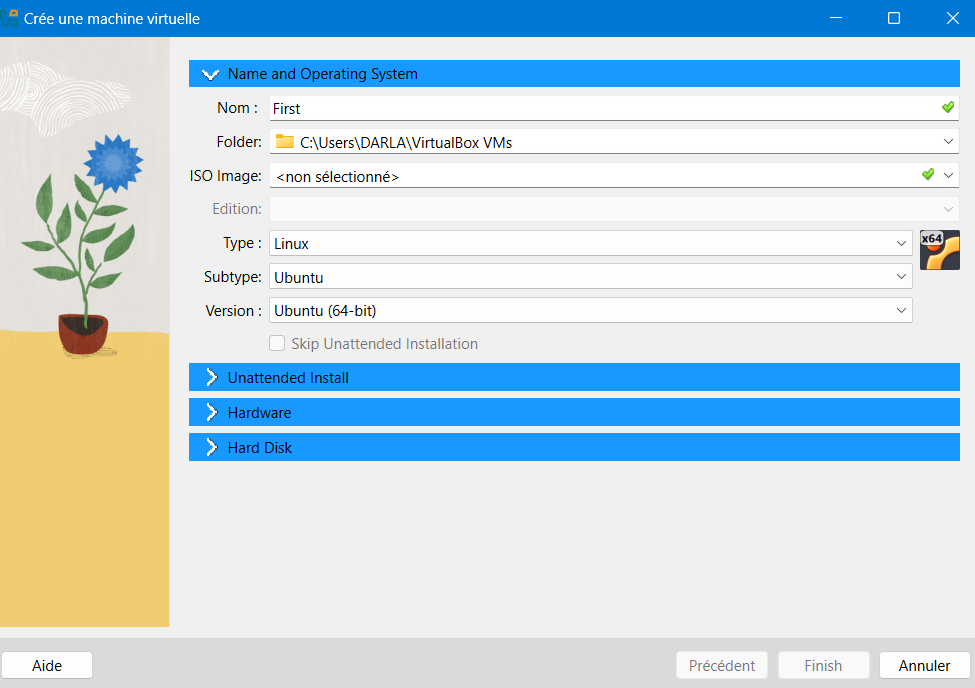 Crée une machine virtuelle
Name and Operating System
Nom : First
Folder: C:\Users\DARLA\VirtualBox VMs
ISO Image: <non sélectionné>
Edition:
Type : Linux
x64
Subtype: Ubuntu
Version : Ubuntu (64-bit)
Skip Unattended Installation
Unattended Install
Hardware
Hard Disk
Aide Précédent Finish Annuler